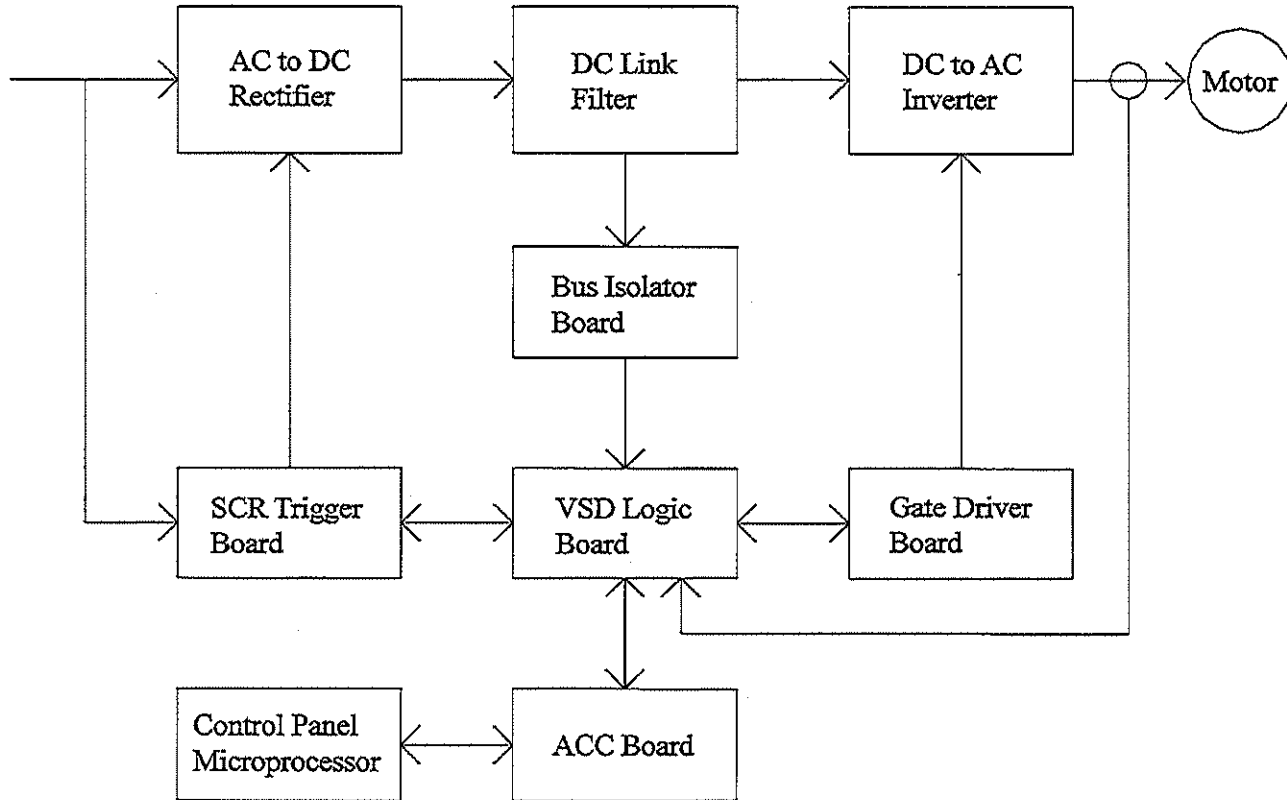 AC to DC
Rectifier
DC Link
Filter
DC to AC
Inverter
Motor
Bus Isolator
Board
SCR Trigger
Board
VSD Logic
Board
Gate Driver
Board
Control Panel
Microprocessor
ACC Board